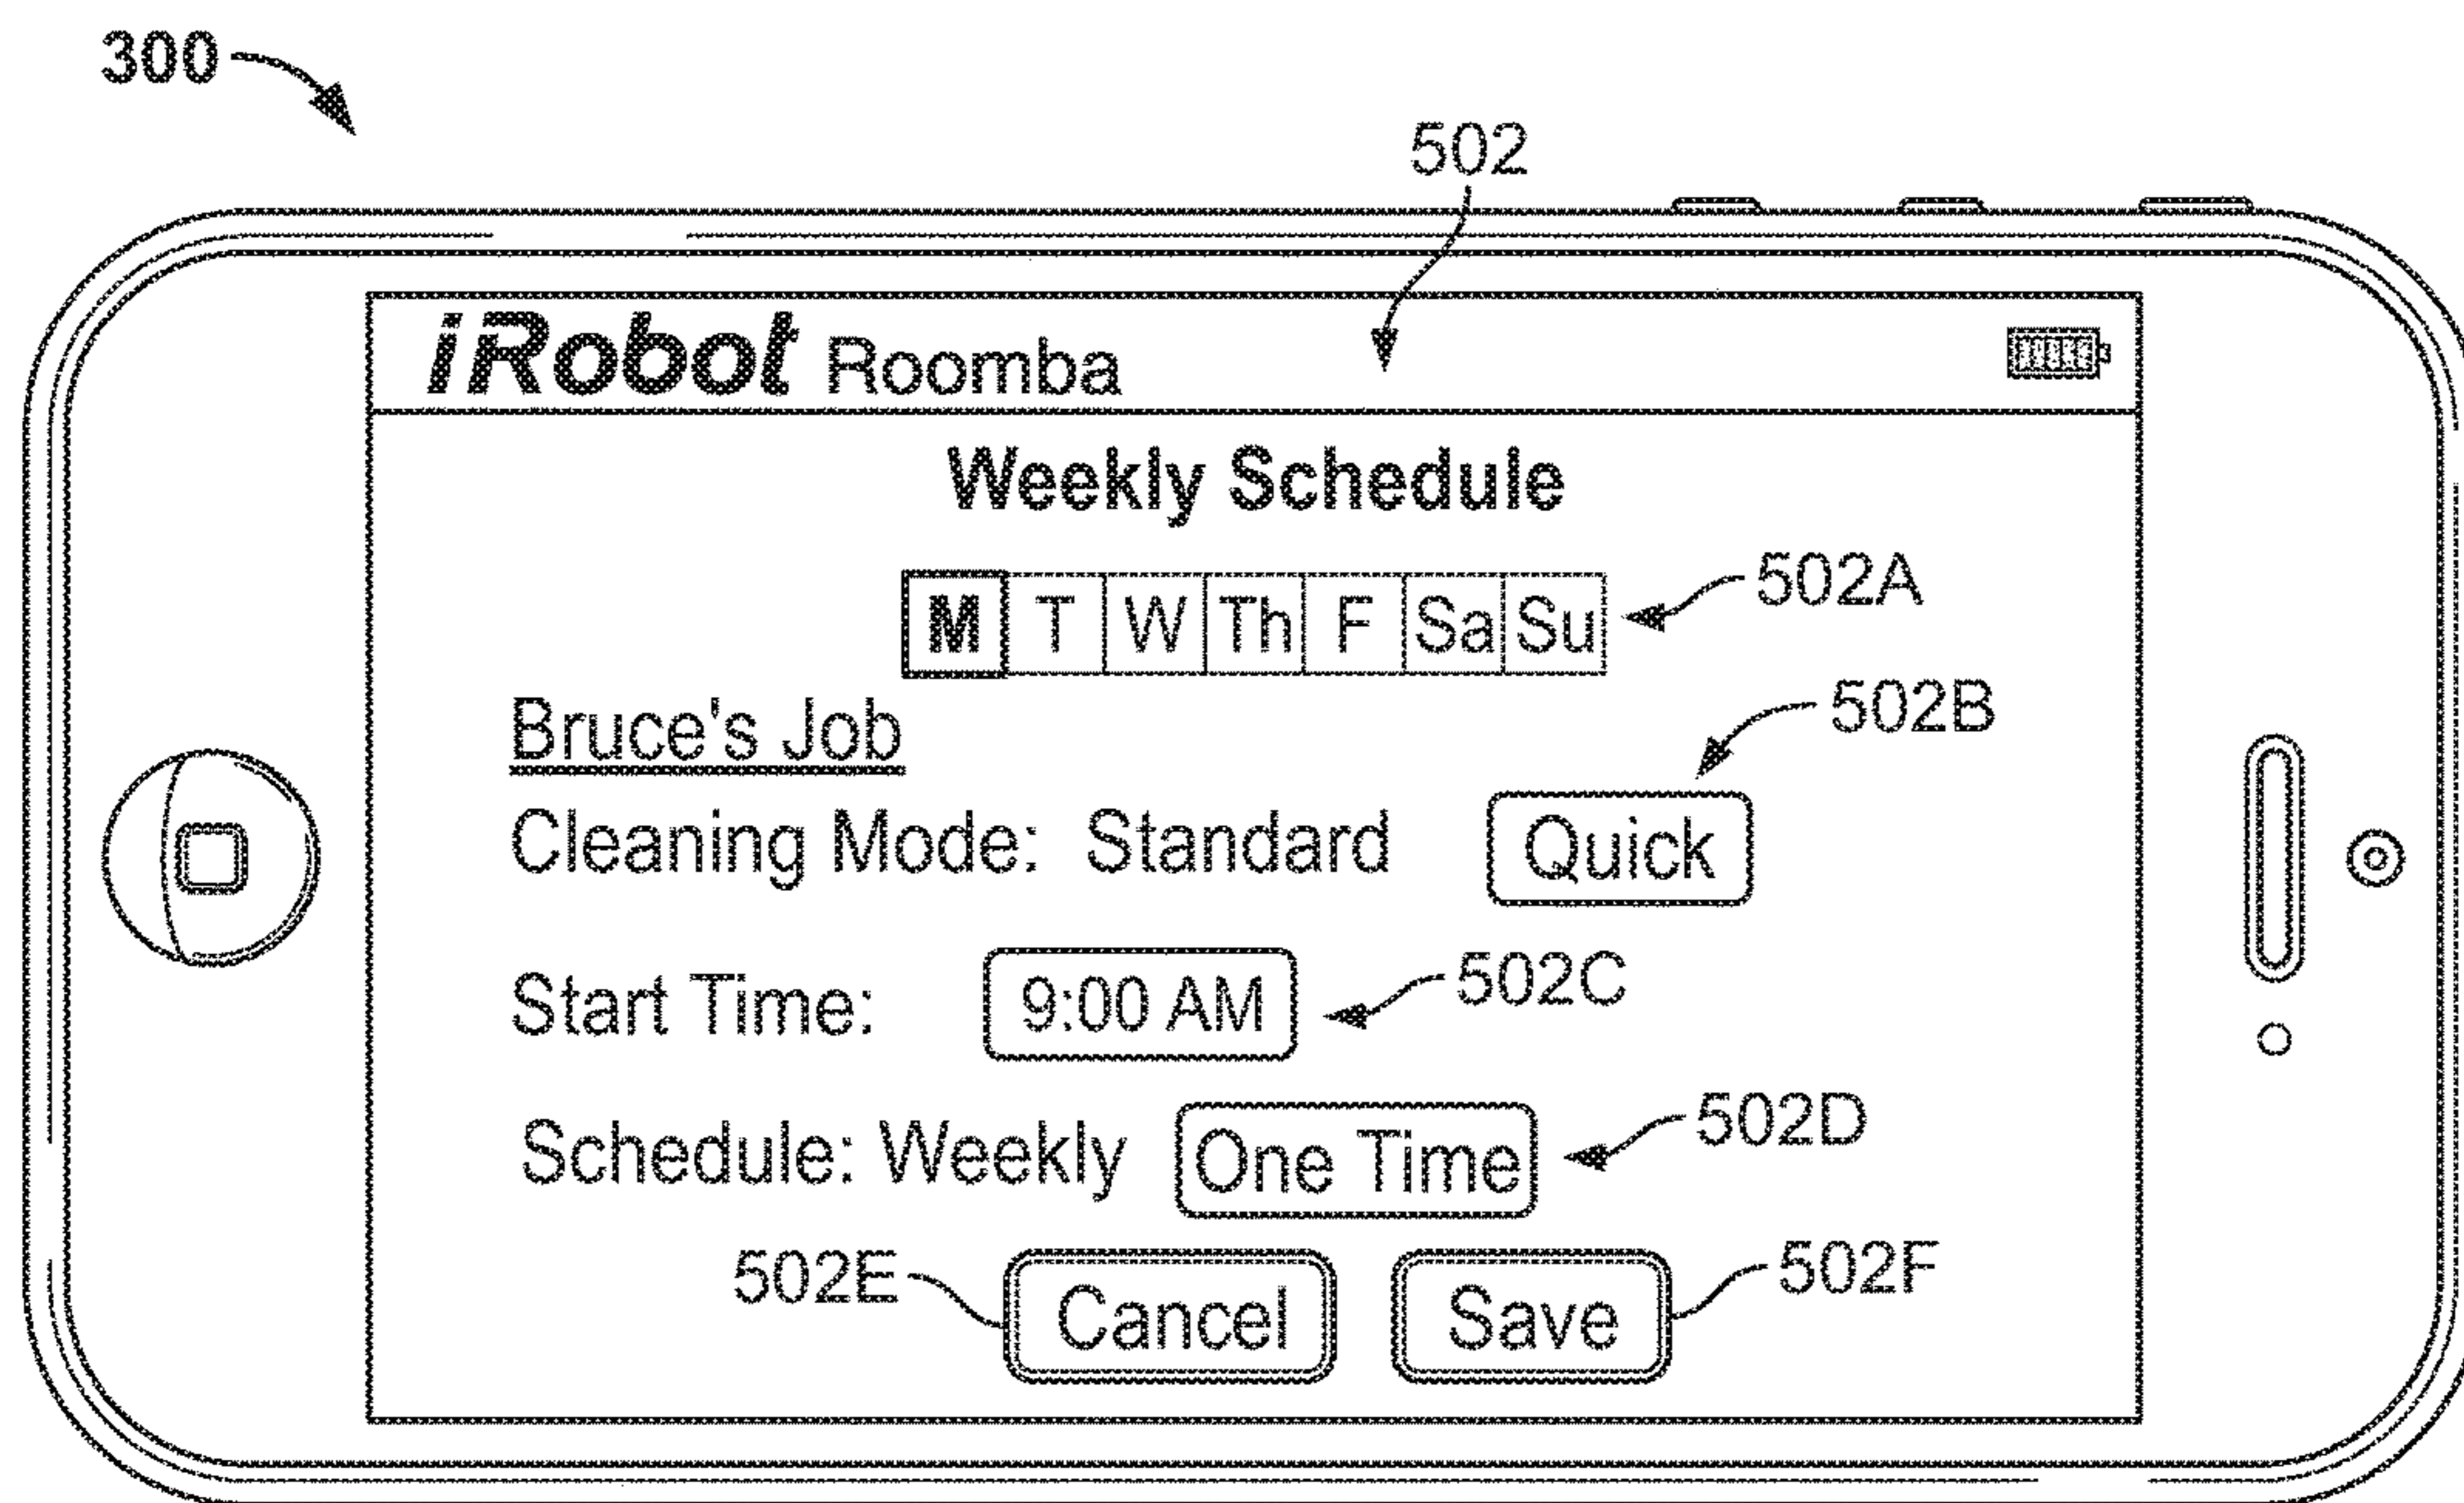 300
502
iRobot Roomba
Weekly Schedule
M T W Th F Sa Su 502A
Bruce's Job 502B
Cleaning Mode: Standard Quick
Start Time: 9:00 AM 502C
Schedule: Weekly One Time 502D
502E Cancel Save 502F